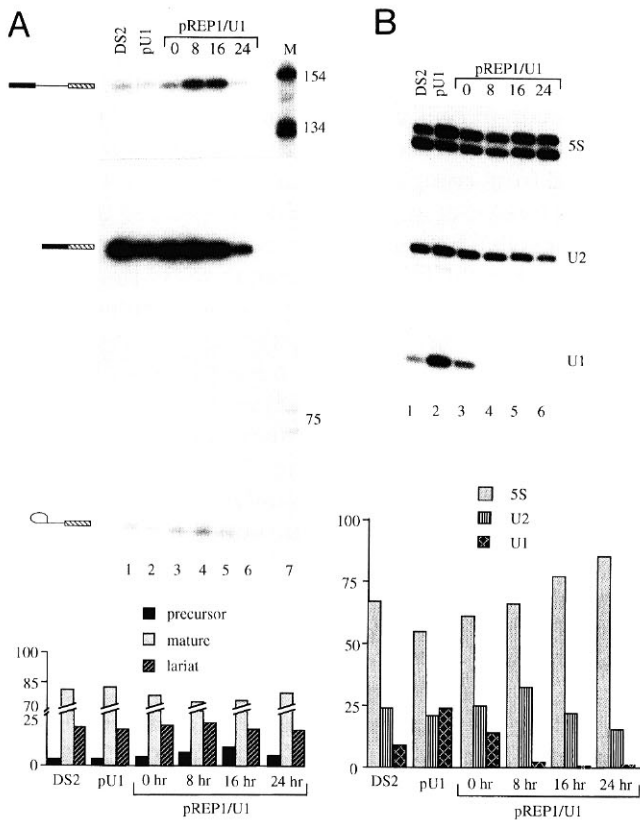 A
pREP1/U1
DS2 pU1 0 8 16 24 M
154
134
75
1 2 3 4 5 6 7
precursor
mature
lariat
100
85
70
25
0
DS2 pU1 0 hr 8 hr 16 hr 24 hr
pREP1/U1
B
pREP1/U1
DS2 pU1 0 8 16 24
5S
U2
U1
1 2 3 4 5 6
5S
U2
U1
100
75
50
25
0
DS2 pU1 0 hr 8 hr 16 hr 24 hr
pREP1/U1